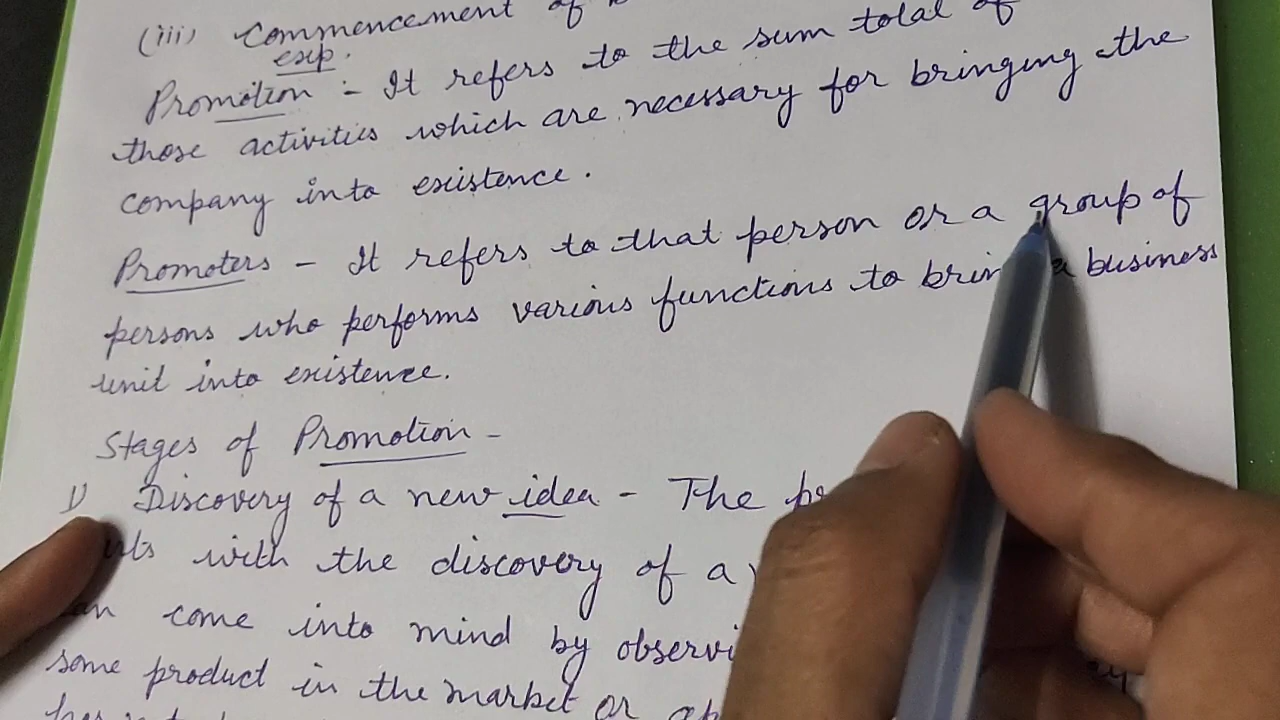 (iii) Commencement of
exp.
Promotion :- It refers to the sum total of
those activities which are necessary for bringing the
company into existence.
Promoters - It refers to that person or a group of
persons who performs various functions to bring a business
unit into existence.
Stages of Promotion -
1) Discovery of a new idea - The
with the discovery of a
come into mind by
some product in the market or